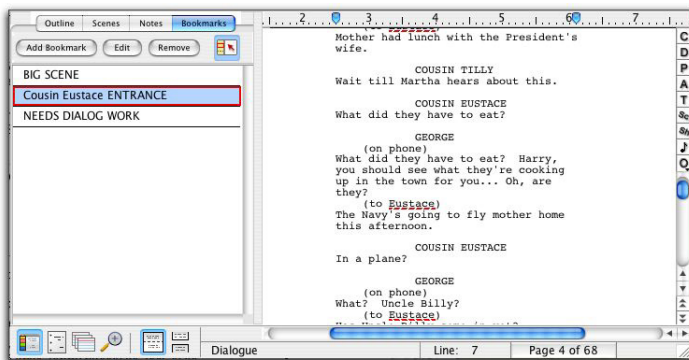 Outline Scenes Notes Bookmarks
Add Bookmark Edit Remove
BIG SCENE
Cousin Eustace ENTRANCE
NEEDS DIALOG WORK
2 3 4 5 6 7
(to Eustace)
Mother had lunch with the President's
wife.
COUSIN TILLY
Wait till Martha hears about this.
COUSIN EUSTACE
What did they have to eat?
GEORGE
(on phone)
What did they have to eat?  Harry,
you should see what they're cooking
up in the town for you... Oh, are
they?
(to Eustace)
The Navy's going to fly mother home
this afternoon.
COUSIN EUSTACE
In a plane?
GEORGE
(on phone)
What?  Uncle Billy?
(to Eustace)
C
D
P
A
T
Sc
Sh
Dialogue Line: 7 Page 4 of 68